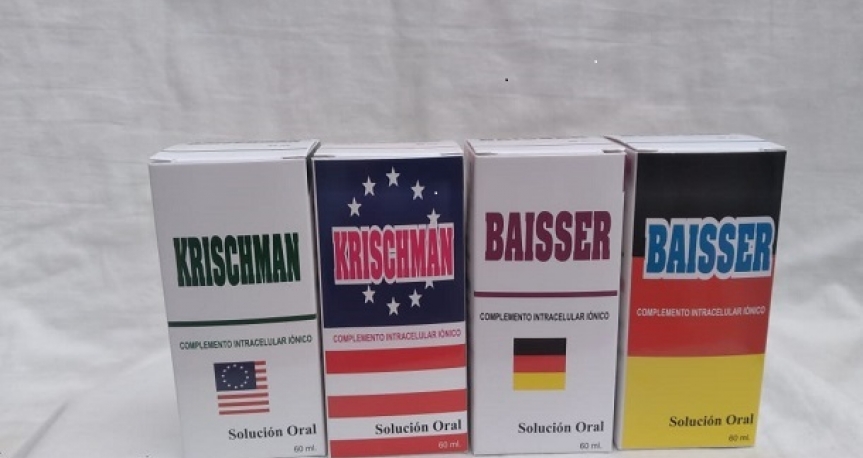 KRISCHMAN
COMPLEMENTO INTRACELULAR IÓNICO
Solución Oral
60 ml.
KRISCHMAN
COMPLEMENTO INTRACELULAR IÓNICO
Solución Oral
60 ml.
BAISSER
COMPLEMENTO INTRACELULAR IÓNICO
Solución Oral
60 ml.
BAISSER
COMPLEMENTO INTRACELULAR IÓNICO
Solución Oral
60 ml.